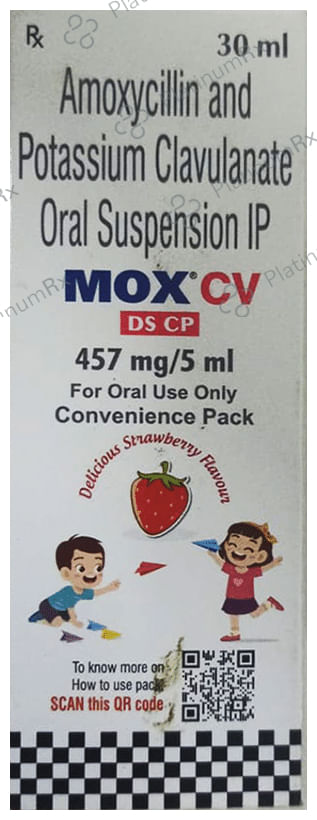 Rx
30 ml
Amoxycillin and
Potassium Clavulanate
Oral Suspension IP
MOX® CV
DS CP
457 mg/5 ml
For Oral Use Only
Convenience Pack
Delicious Strawberry Flavour
To know more on
How to use pack
SCAN this QR code
PlatinumRx